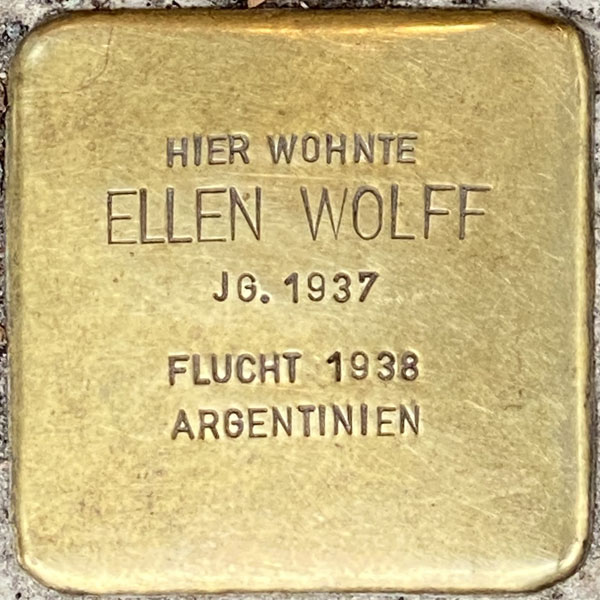 HIER WOHNTE
ELLEN WOLFF
JG. 1937
FLUCHT 1938
ARGENTINIEN